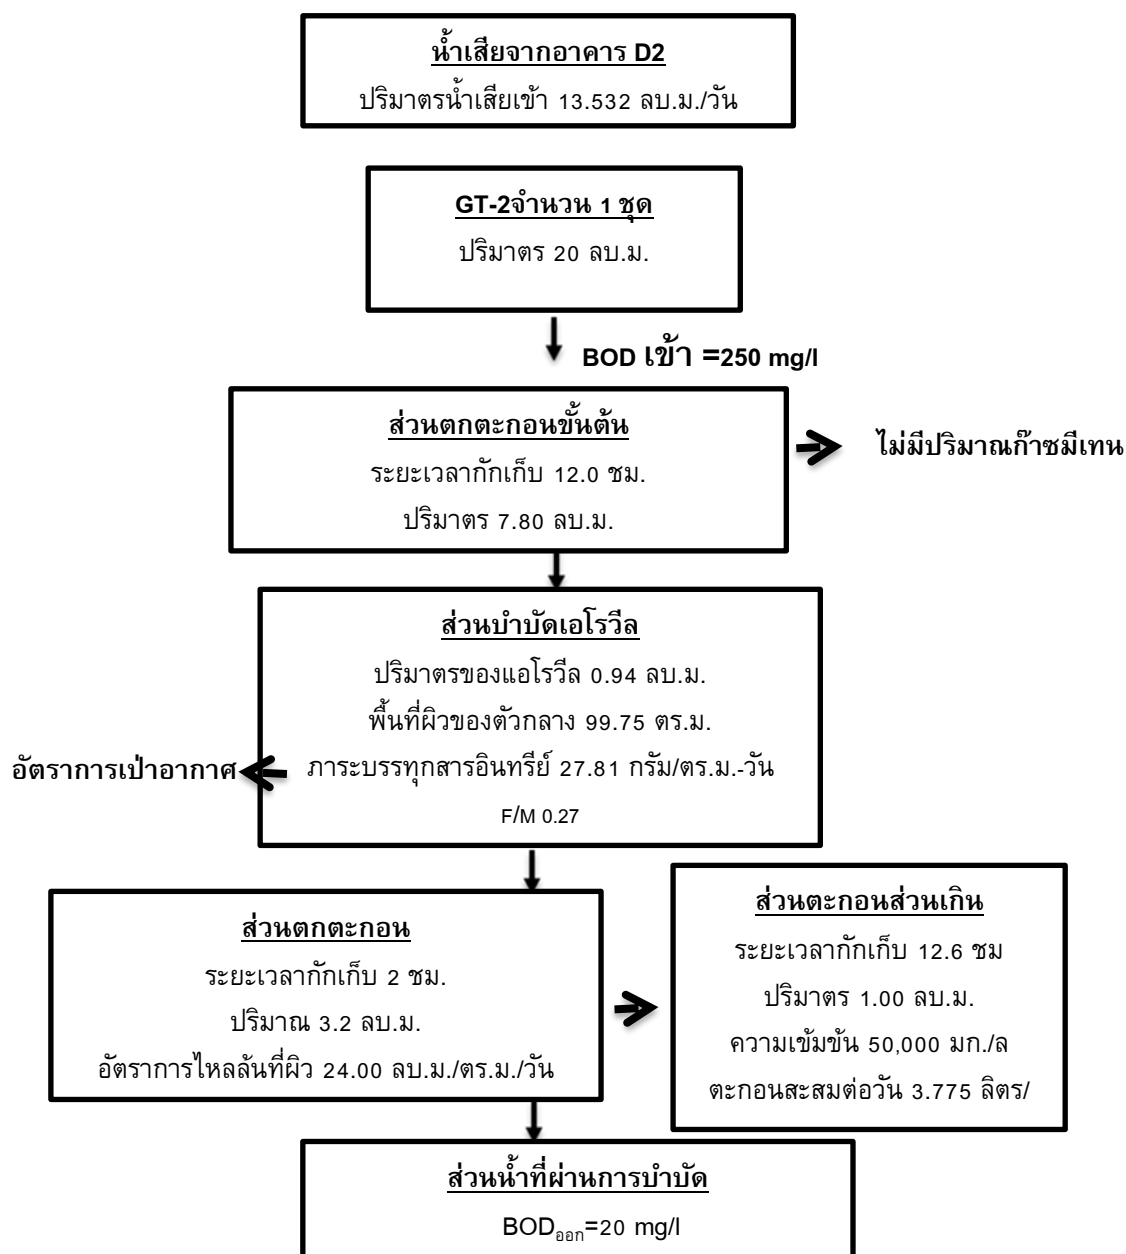 น้ำเสียจากอาคาร D2
ปริมาตรน้ำเสียเข้า 13.532 ลบ.ม./วัน
GT-2จำนวน 1 ชุด
ปริมาตร 20 ลบ.ม.
BOD เข้า =250 mg/l
ส่วนตกตะกอนขั้นต้น
ระยะเวลากักเก็บ 12.0 ชม.
ปริมาตร 7.80 ลบ.ม.
ไม่มีปริมาณก๊าซมีเทน
ส่วนบำบัดเอโรวีล
ปริมาตรของแอโรวีล 0.94 ลบ.ม.
พื้นที่ผิวของตัวกลาง 99.75 ตร.ม.
ภาระบรรทุกสารอินทรีย์ 27.81 กรัม/ตร.ม.-วัน
F/M 0.27
อัตราการเป่าอากาศ
ส่วนตกตะกอน
ระยะเวลากักเก็บ 2 ชม.
ปริมาณ 3.2 ลบ.ม.
อัตราการไหลล้นที่ผิว 24.00 ลบ.ม./ตร.ม./วัน
ส่วนตะกอนส่วนเกิน
ระยะเวลากักเก็บ 12.6 ชม
ปริมาตร 1.00 ลบ.ม.
ความเข้มข้น 50,000 มก./ล
ตะกอนสะสมต่อวัน 3.775 ลิตร/
ส่วนน้ำที่ผ่านการบำบัด
BODออก=20 mg/l